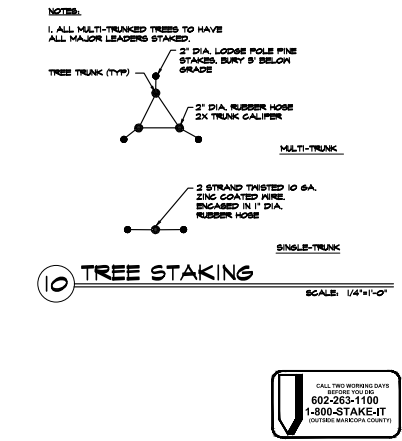 NOTES:
1. ALL MULTI-TRUNKED TREES TO HAVE
ALL MAJOR LEADERS STAKED.
2" DIA. LODGE POLE PINE
STAKES, BURY 3' BELOW
GRADE
TREE TRUNK (TYP)
2" DIA. RUBBER HOSE
2X TRUNK CALIPER
MULTI-TRUNK
2 STRAND TWISTED 10 GA.
ZINC COATED WIRE,
ENCASED IN 1" DIA.
RUBBER HOSE
SINGLE-TRUNK
10 TREE STAKING
SCALE: 1/4"=1'-0"
CALL TWO WORKING DAYS
BEFORE YOU DIG
602-263-1100
1-800-STAKE-IT
(OUTSIDE MARICOPA COUNTY)